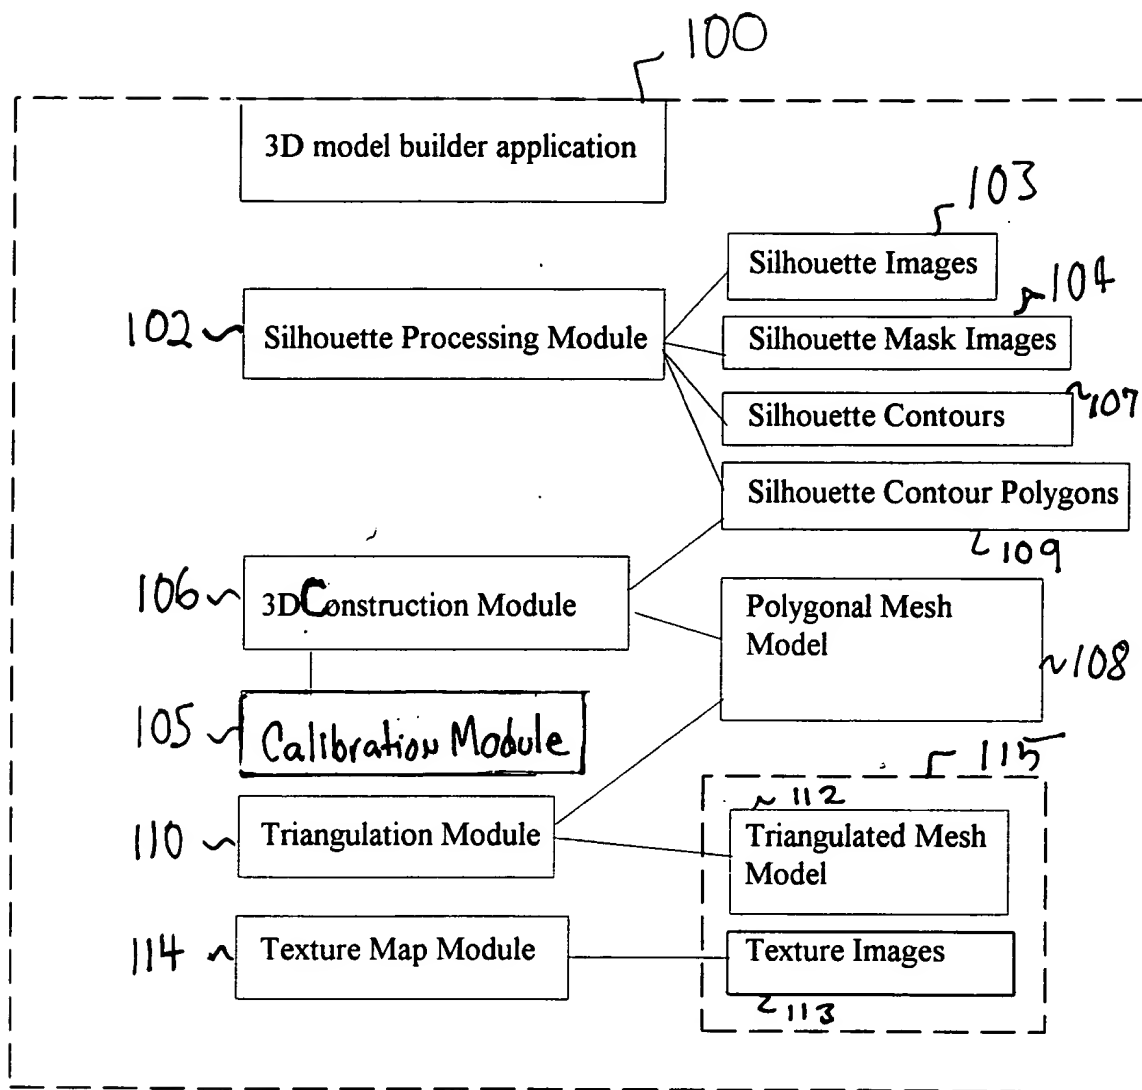 100
3D model builder application
103
Silhouette Images
104
102
Silhouette Processing Module
Silhouette Mask Images
107
Silhouette Contours
Silhouette Contour Polygons
109
106
3D Construction Module
Polygonal Mesh
Model
108
105
Calibration Module
115
112
110
Triangulation Module
Triangulated Mesh
Model
114
Texture Map Module
Texture Images
113